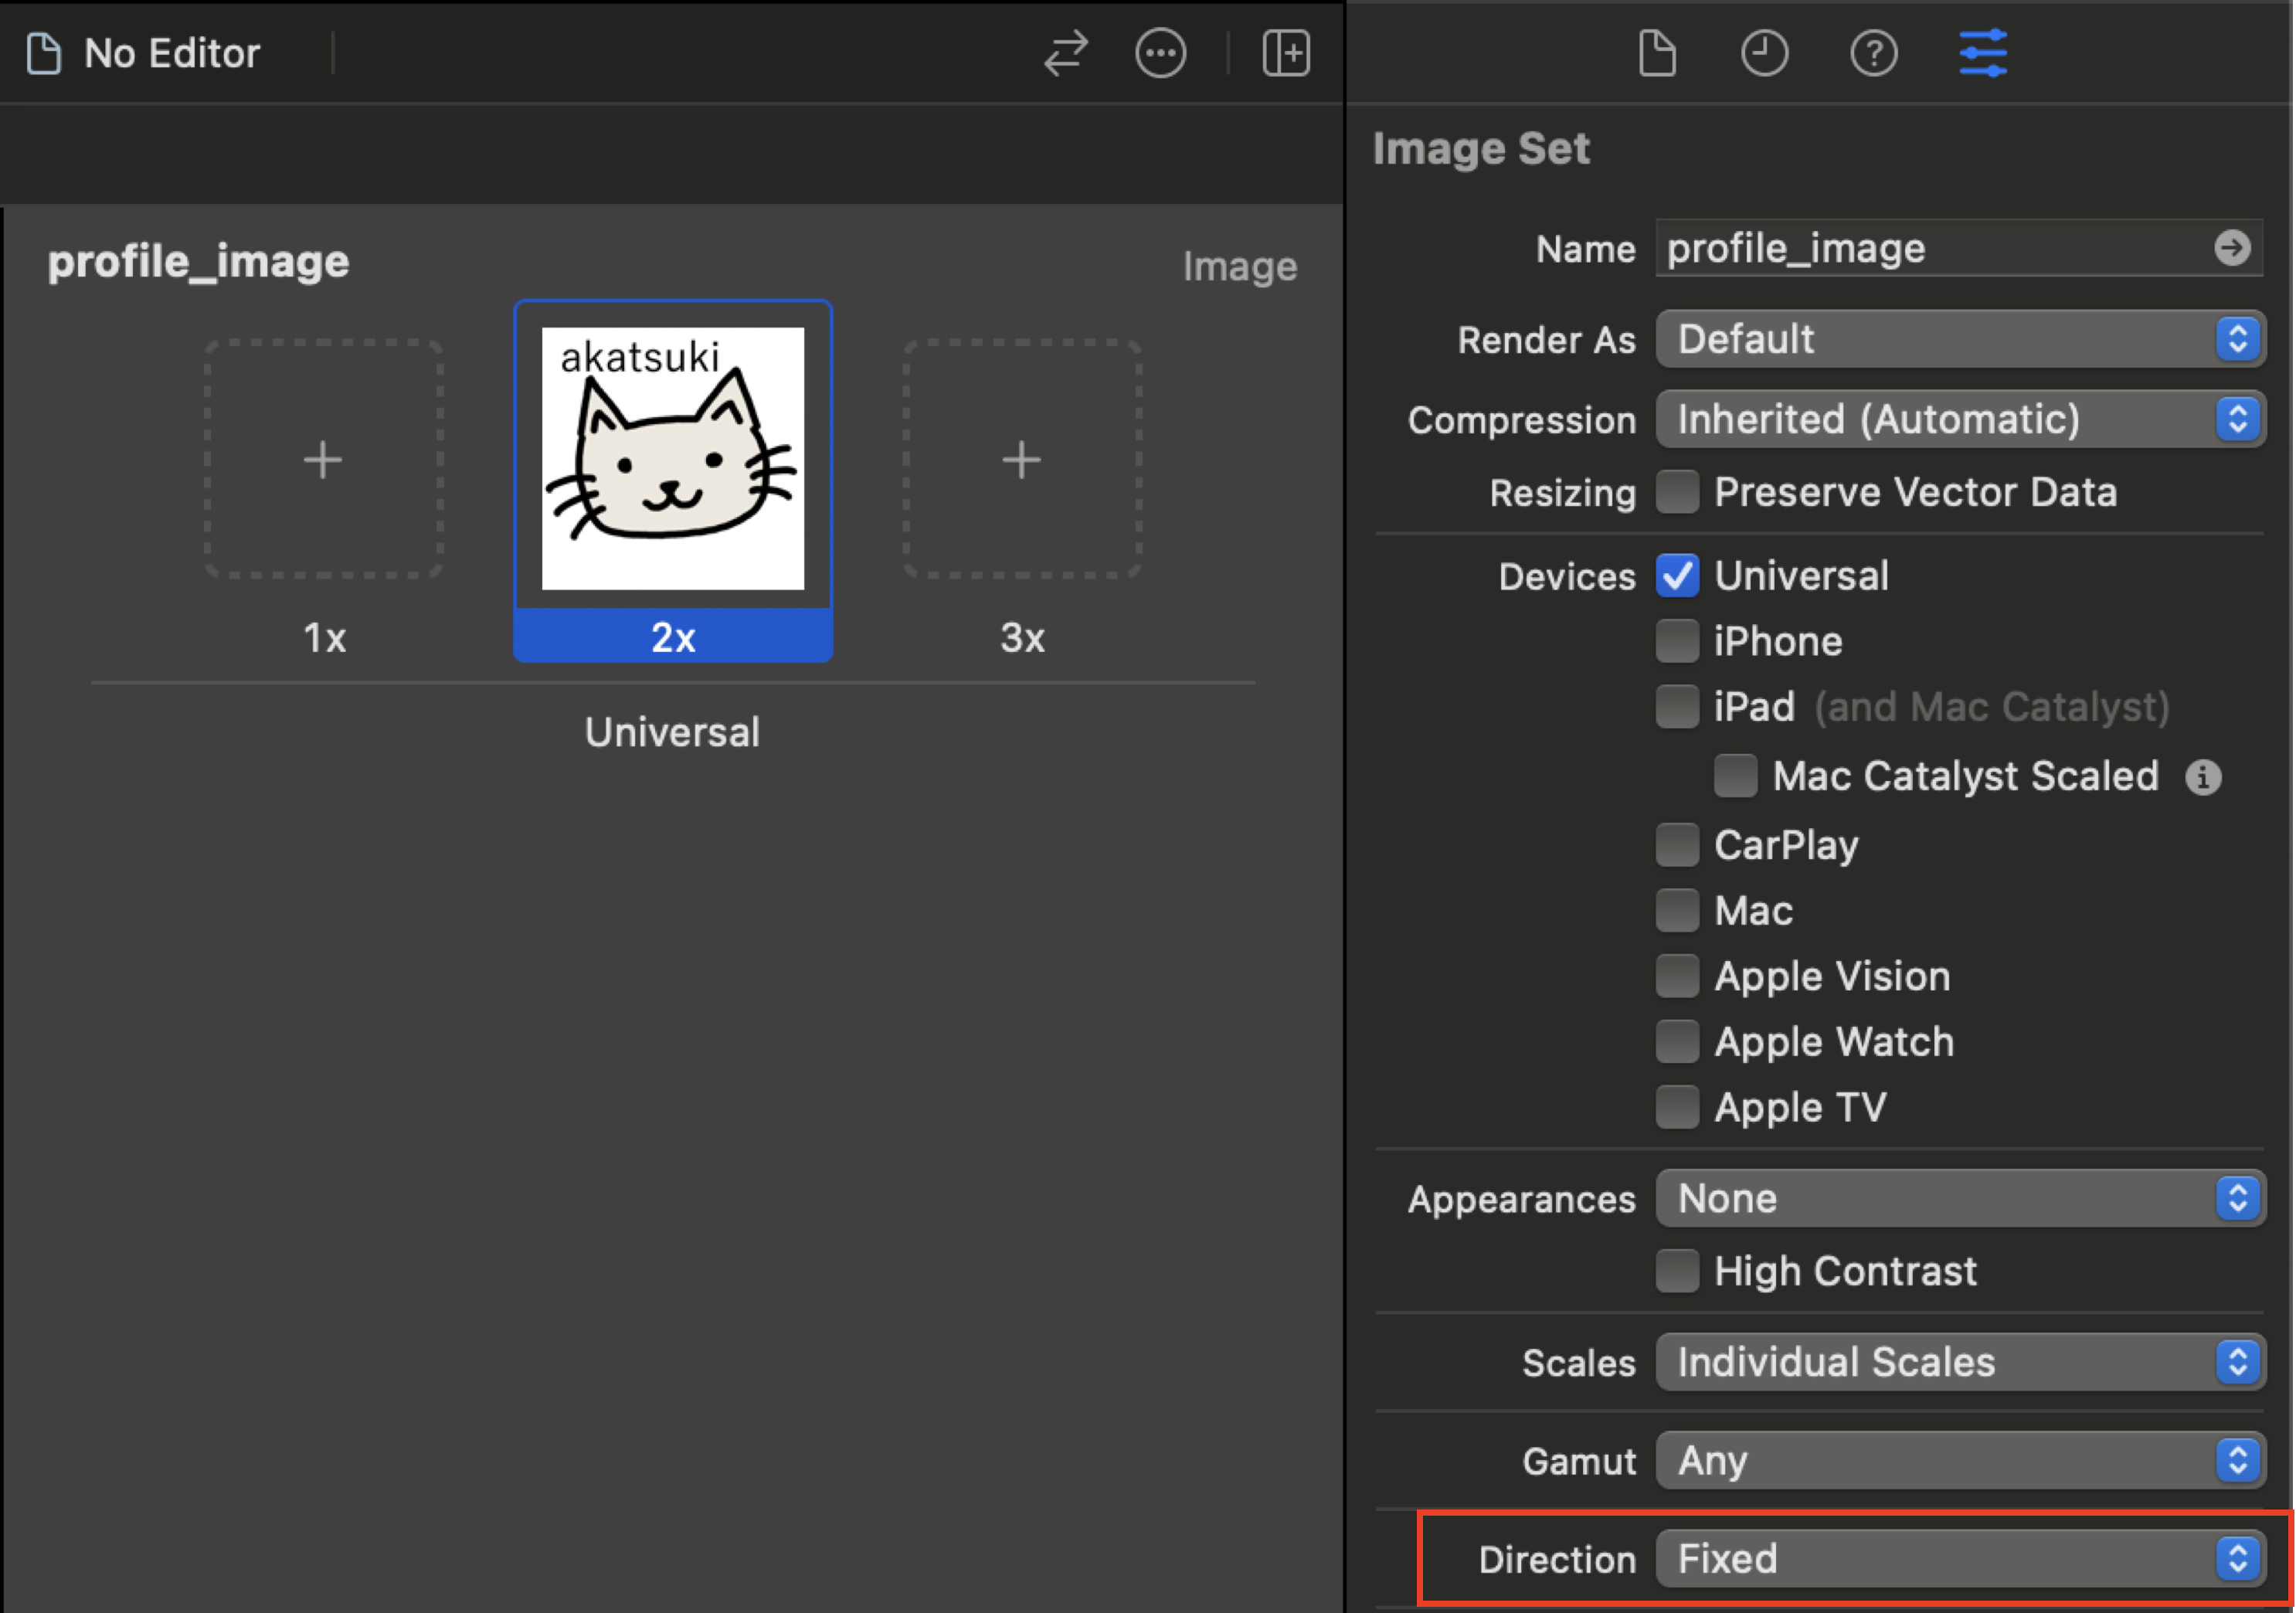 No Editor
profile_image
Image
akatsuki
1x
2x
3x
Universal
Image Set
Name profile_image
Render As Default
Compression Inherited (Automatic)
Resizing Preserve Vector Data
Devices Universal
iPhone
iPad (and Mac Catalyst)
Mac Catalyst Scaled
CarPlay
Mac
Apple Vision
Apple Watch
Apple TV
Appearances None
High Contrast
Scales Individual Scales
Gamut Any
Direction Fixed